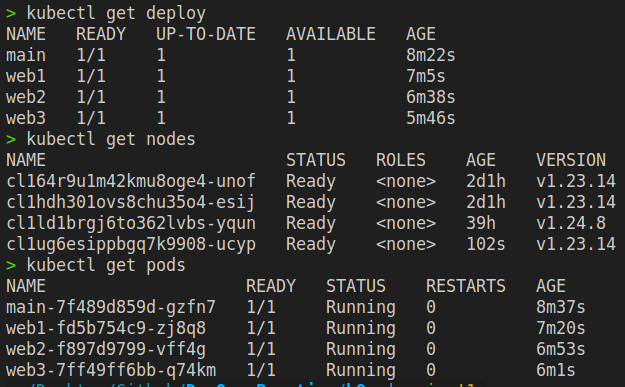 > kubectl get deploy
NAME   READY   UP-TO-DATE   AVAILABLE   AGE
main   1/1     1            1           8m22s
web1   1/1     1            1           7m5s
web2   1/1     1            1           6m38s
web3   1/1     1            1           5m46s
> kubectl get nodes
NAME                        STATUS   ROLES    AGE    VERSION
cl164r9u1m42kmu8oge4-unof   Ready    <none>   2d1h   v1.23.14
cl1hdh301ovs8chu35o4-esij   Ready    <none>   2d1h   v1.23.14
cl1ld1brgj6to362lvbs-yqun   Ready    <none>   39h    v1.24.8
cl1ug6esippbgq7k9908-ucyp   Ready    <none>   102s   v1.23.14
> kubectl get pods
NAME                    READY   STATUS    RESTARTS   AGE
main-7f489d859d-gzfn7   1/1     Running   0          8m37s
web1-fd5b754c9-zj8q8    1/1     Running   0          7m20s
web2-f897d9799-vff4g    1/1     Running   0          6m53s
web3-7ff49ff6bb-q74km   1/1     Running   0          6m1s